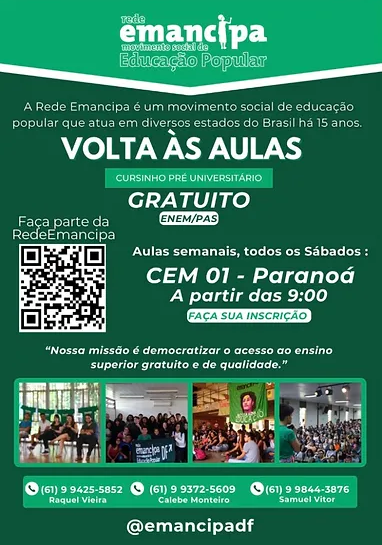 rede
emancipa
movimento social de
Educação Popular
A Rede Emancipa é um movimento social de educação
popular que atua em diversos estados do Brasil há 15 anos.
VOLTA ÀS AULAS
CURSINHO PRÉ UNIVERSITÁRIO
GRATUITO
ENEM/PAS
Faça parte da
RedeEmancipa
Aulas semanais, todos os Sábados :
CEM 01 - Paranoá
A partir das 9:00
FAÇA SUA INSCRIÇÃO
“Nossa missão é democratizar o acesso ao ensino
superior gratuito e de qualidade.”
(61) 9 9425-5852
Raquel Vieira
(61) 9 9372-5609
Calebe Monteiro
(61) 9 9844-3876
Samuel Vitor
@emancipadf